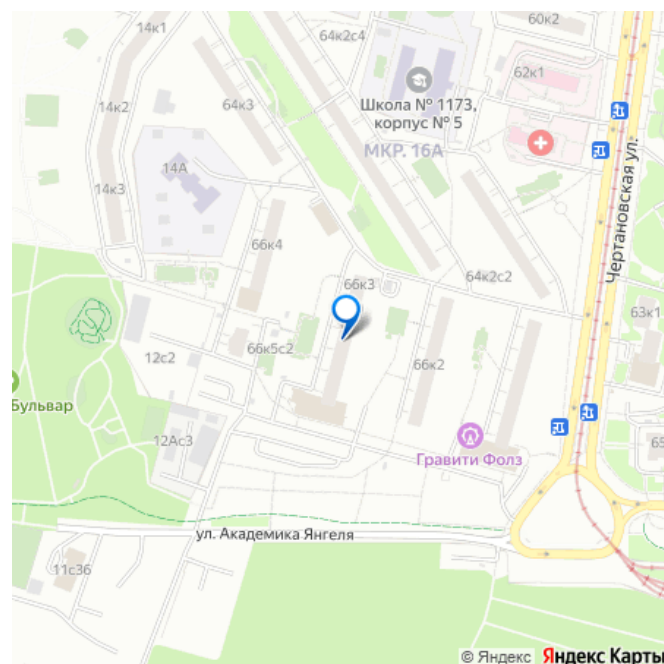 14к1
64к2с4
60к2
62к1
14к2
64к3
Школа № 1173,
корпус № 5
МКР. 16А
14А
14к3
Чертановская ул.
66к4
64к2с2
66к3
63к1
12с2
66к5с2
66к2
Бульвар
12Ас3
65
Гравити Фолз
ул. Академика Янгеля
11с36
© Яндекс Яндекс Карты